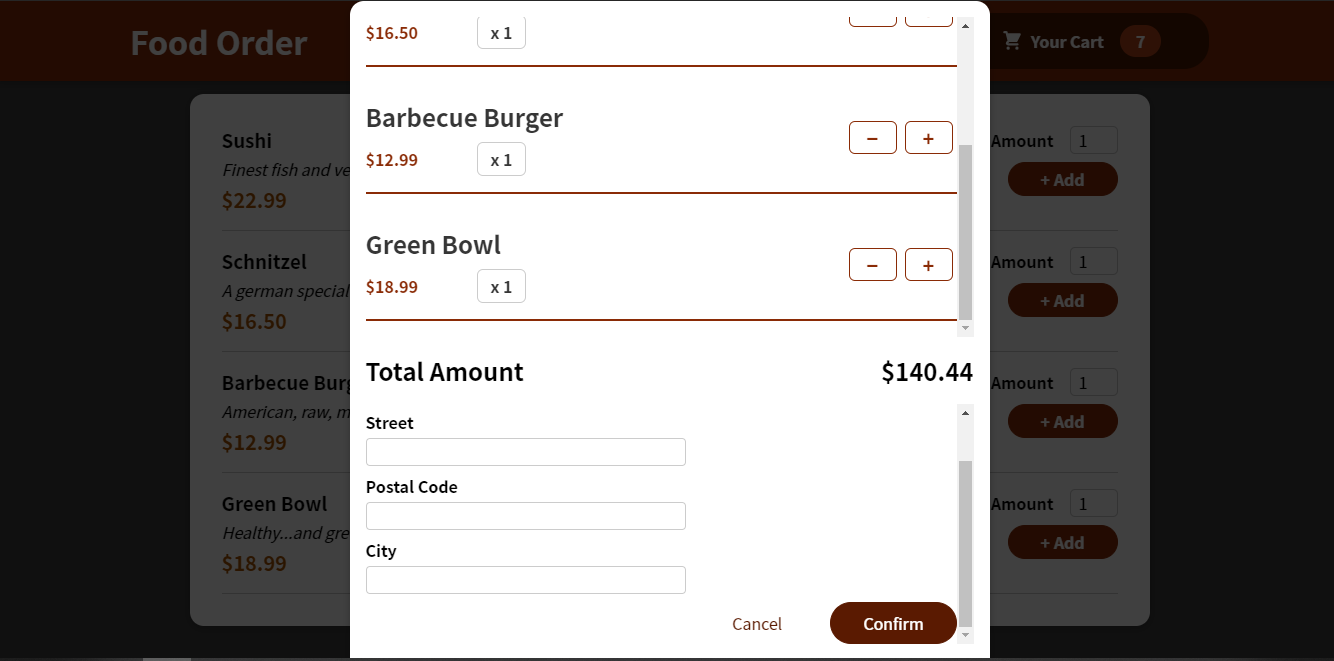 Food Order
Your Cart 7
$16.50 x 1
Barbecue Burger
$12.99 x 1
− +
Green Bowl
$18.99 x 1
− +
Total Amount $140.44
Street
Postal Code
City
Cancel Confirm
Sushi
Finest fish and ve
$22.99
Amount 1
+ Add
Schnitzel
A german special
$16.50
Amount 1
+ Add
Barbecue Burg
American, raw, m
$12.99
Amount 1
+ Add
Green Bowl
Healthy...and gre
$18.99
Amount 1
+ Add